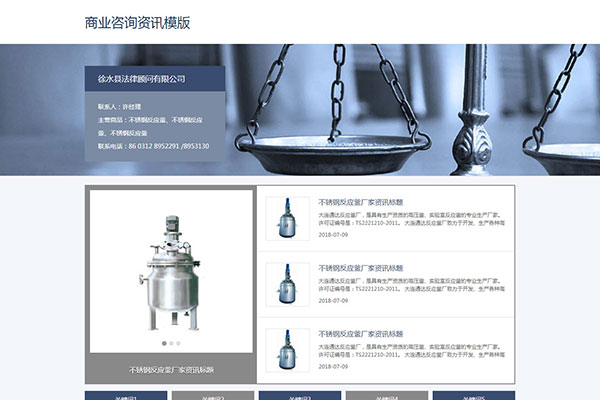 商业咨询资讯模版
徐水县法律顾问有限公司
联系人：许经理
主营商品：不锈钢反应釜、不锈钢反应
釜、不锈钢反应釜
联系电话：86 0312 8952291 /8953130
不锈钢反应釜厂家资讯标题
不锈钢反应釜厂家资讯标题
大连通达反应釜厂，是具有生产资质的高压釜、实验室反应釜的专业生产厂家。
许可证编号是：TS2221210-2011。 大连通达反应釜厂致力于开发、生产各种高
2018-07-09
不锈钢反应釜厂家资讯标题
大连通达反应釜厂，是具有生产资质的高压釜、实验室反应釜的专业生产厂家。
许可证编号是：TS2221210-2011。 大连通达反应釜厂致力于开发、生产各种高
2018-07-09
不锈钢反应釜厂家资讯标题
大连通达反应釜厂，是具有生产资质的高压釜、实验室反应釜的专业生产厂家。
许可证编号是：TS2221210-2011。 大连通达反应釜厂致力于开发、生产各种高
2018-07-09